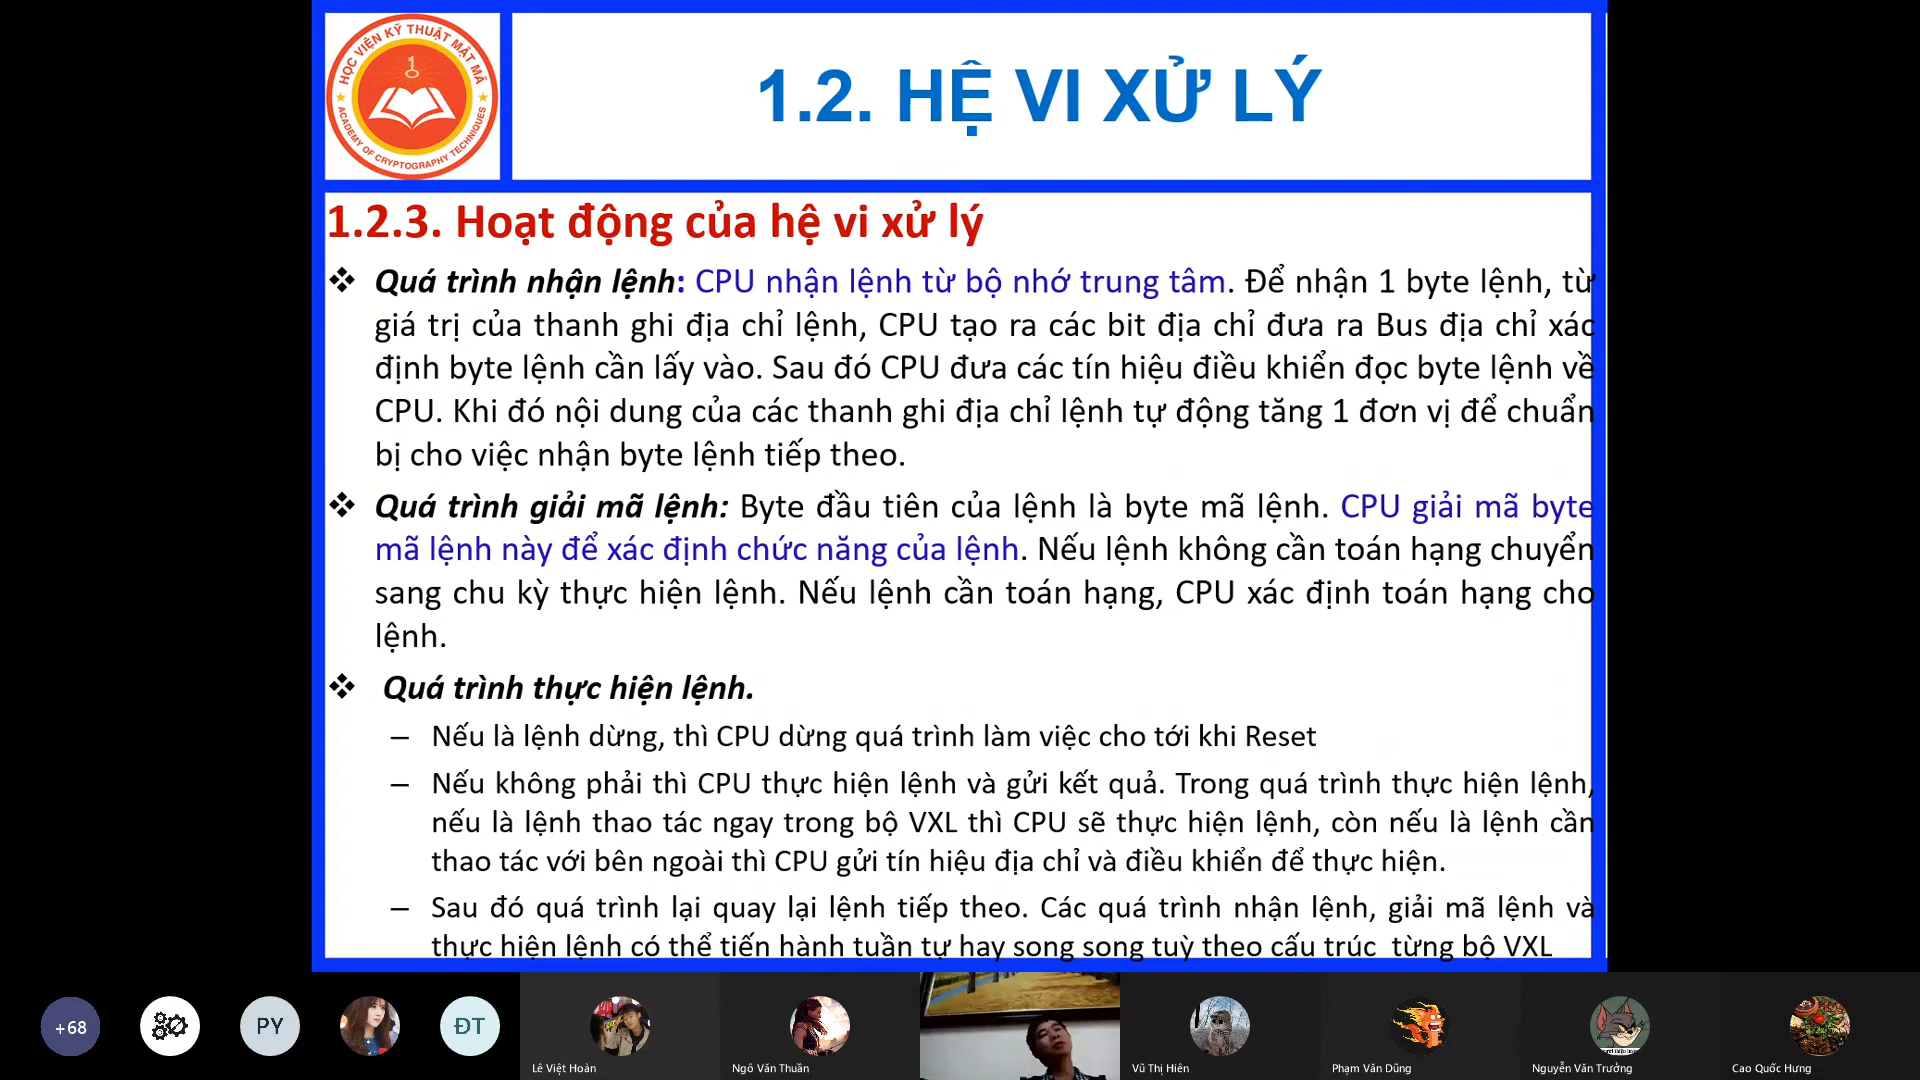 HỌC VIỆN KỸ THUẬT MẬT MÃ
ACADEMY OF CRYPTOGRAPHY TECHNIQUES
1.2. HỆ VI XỬ LÝ
1.2.3. Hoạt động của hệ vi xử lý
❖ Quá trình nhận lệnh: CPU nhận lệnh từ bộ nhớ trung tâm. Để nhận 1 byte lệnh, từ
giá trị của thanh ghi địa chỉ lệnh, CPU tạo ra các bit địa chỉ đưa ra Bus địa chỉ xác
định byte lệnh cần lấy vào. Sau đó CPU đưa các tín hiệu điều khiển đọc byte lệnh về
CPU. Khi đó nội dung của các thanh ghi địa chỉ lệnh tự động tăng 1 đơn vị để chuẩn
bị cho việc nhận byte lệnh tiếp theo.
❖ Quá trình giải mã lệnh: Byte đầu tiên của lệnh là byte mã lệnh. CPU giải mã byte
mã lệnh này để xác định chức năng của lệnh. Nếu lệnh không cần toán hạng chuyển
sang chu kỳ thực hiện lệnh. Nếu lệnh cần toán hạng, CPU xác định toán hạng cho
lệnh.
❖ Quá trình thực hiện lệnh.
– Nếu là lệnh dừng, thì CPU dừng quá trình làm việc cho tới khi Reset
– Nếu không phải thì CPU thực hiện lệnh và gửi kết quả. Trong quá trình thực hiện lệnh,
nếu là lệnh thao tác ngay trong bộ VXL thì CPU sẽ thực hiện lệnh, còn nếu là lệnh cần
thao tác với bên ngoài thì CPU gửi tín hiệu địa chỉ và điều khiển để thực hiện.
– Sau đó quá trình lại quay lại lệnh tiếp theo. Các quá trình nhận lệnh, giải mã lệnh và
thực hiện lệnh có thể tiến hành tuần tự hay song song tuỳ theo cấu trúc từng bộ VXL
+68
PY
ĐT
Lê Việt Hoàn
Ngô Văn Thuần
Vũ Thị Hiên
Phạm Văn Dũng
Nguyễn Văn Trưởng
Cao Quốc Hưng